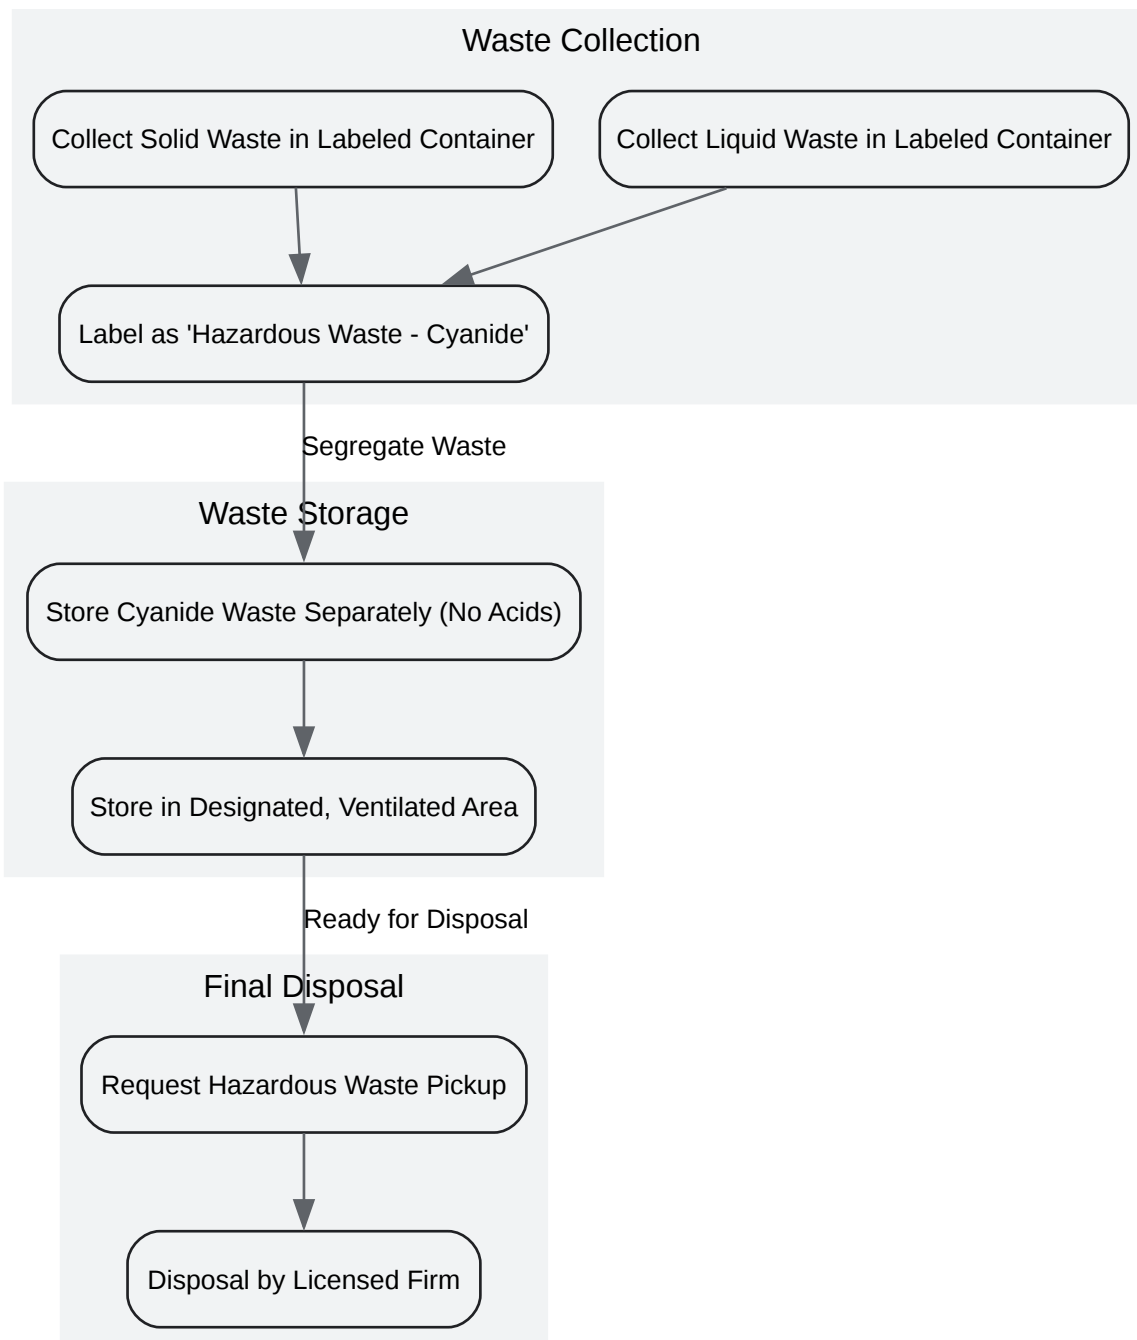 Waste Collection
Collect Solid Waste in Labeled Container
Collect Liquid Waste in Labeled Container
Label as 'Hazardous Waste - Cyanide'
Segregate Waste
Waste Storage
Store Cyanide Waste Separately (No Acids)
Store in Designated, Ventilated Area
Ready for Disposal
Final Disposal
Request Hazardous Waste Pickup
Disposal by Licensed Firm